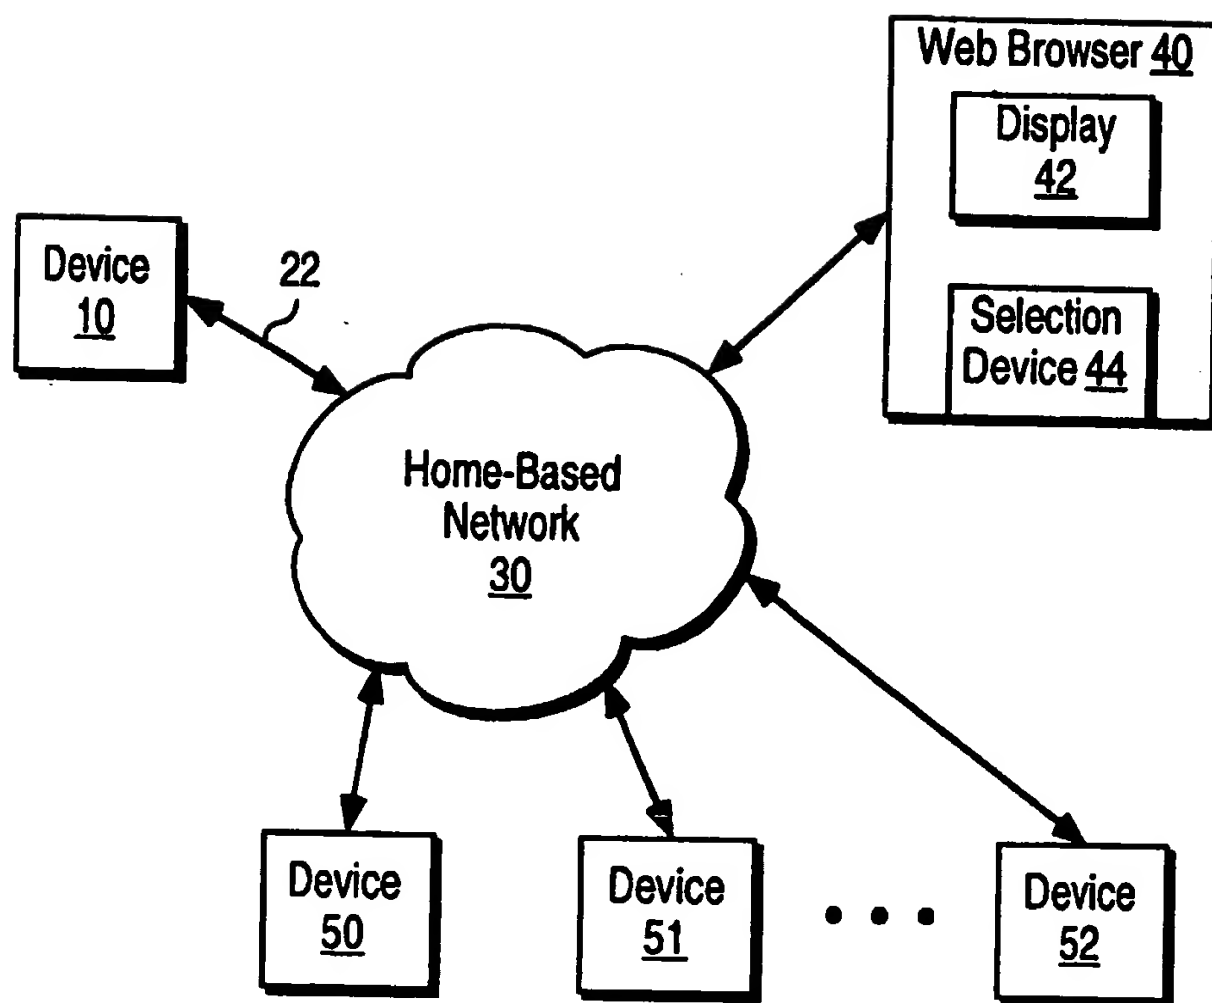 Web Browser 40
Display
42
Selection
Device 44
Device
10
22
Home-Based
Network
30
Device
50
Device
51
Device
52